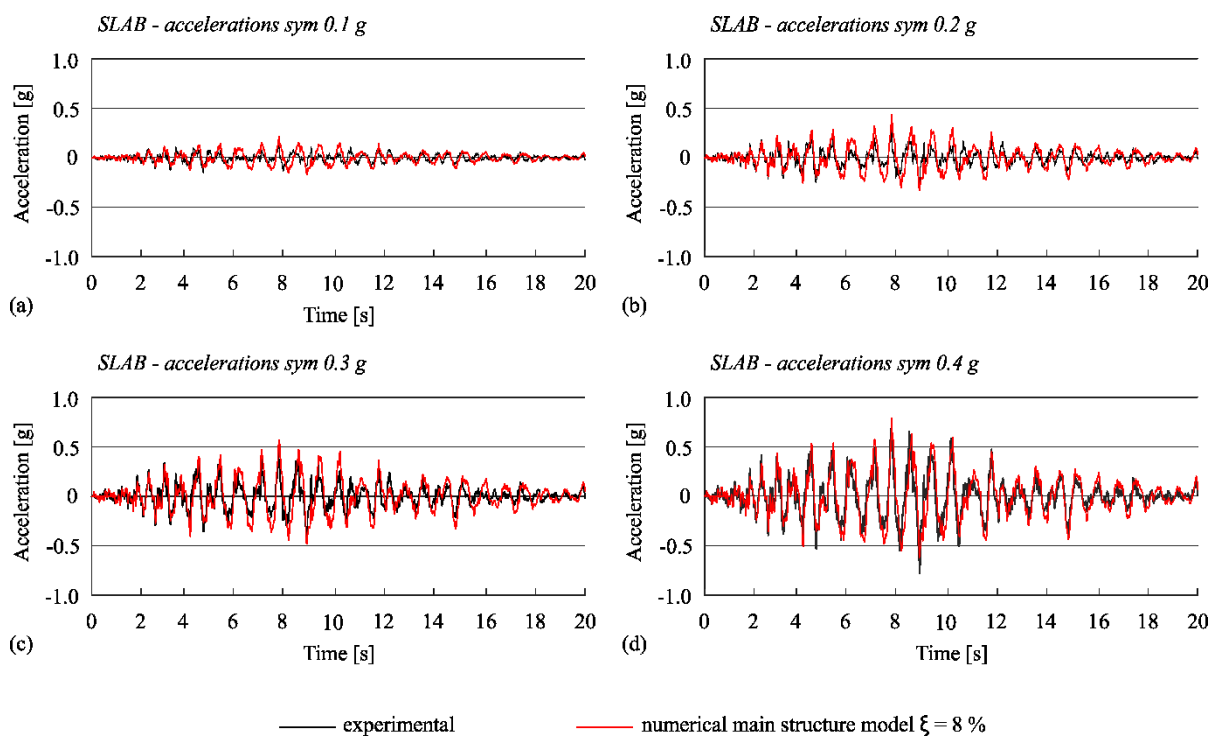 SLAB - accelerations sym 0.1 g
1.0
0.5
0
-0.5
-1.0
Acceleration [g]
0 2 4 6 8 10 12 14 16 18 20
(a)
Time [s]
SLAB - accelerations sym 0.2 g
1.0
0.5
0
-0.5
-1.0
Acceleration [g]
0 2 4 6 8 10 12 14 16 18 20
(b)
Time [s]
SLAB - accelerations sym 0.3 g
1.0
0.5
0
-0.5
-1.0
Acceleration [g]
0 2 4 6 8 10 12 14 16 18 20
(c)
Time [s]
SLAB - accelerations sym 0.4 g
1.0
0.5
0
-0.5
-1.0
Acceleration [g]
0 2 4 6 8 10 12 14 16 18 20
(d)
Time [s]
experimental
numerical main structure model ξ = 8 %